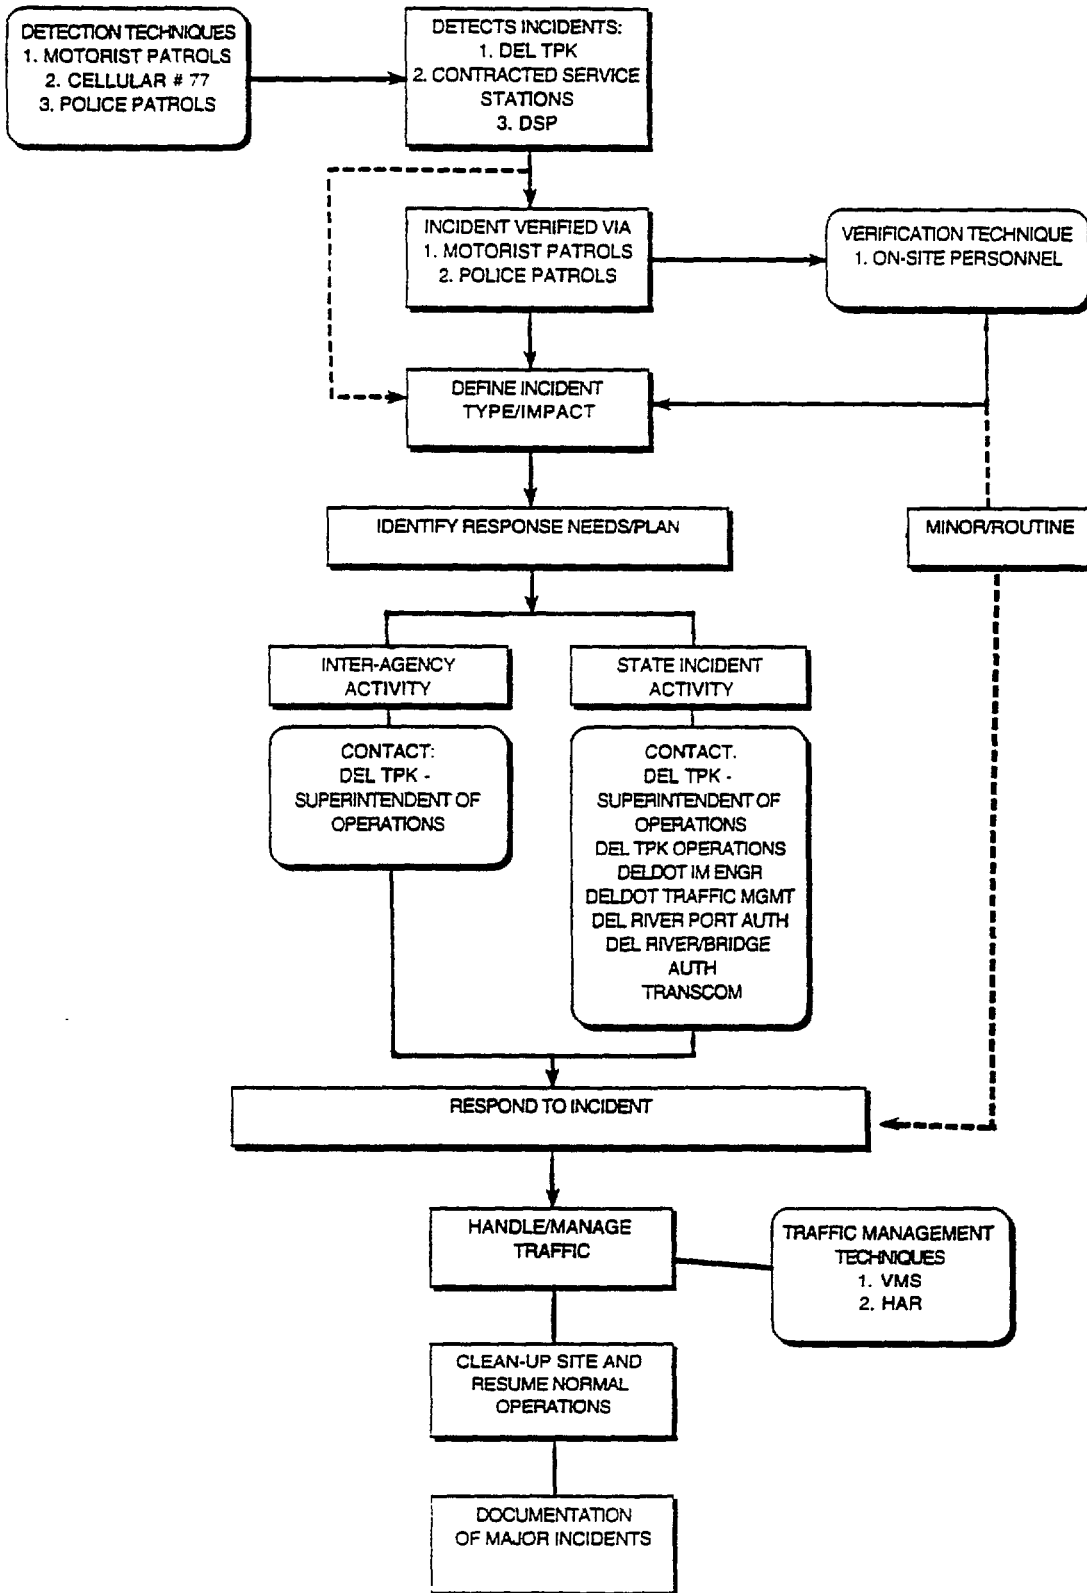 DETECTION TECHNIQUES
1. MOTORIST PATROLS
2. CELLULAR # 77
3. POLICE PATROLS
DETECTS INCIDENTS:
1. DEL TPK
2. CONTRACTED SERVICE
STATIONS
3. DSP
INCIDENT VERIFIED VIA
1. MOTORIST PATROLS
2. POLICE PATROLS
VERIFICATION TECHNIQUE
1. ON-SITE PERSONNEL
DEFINE INCIDENT
TYPE/IMPACT
IDENTIFY RESPONSE NEEDS/PLAN
MINOR/ROUTINE
INTER-AGENCY
ACTIVITY
STATE INCIDENT
ACTIVITY
CONTACT:
DEL TPK -
SUPERINTENDENT OF
OPERATIONS
CONTACT.
DEL TPK -
SUPERINTENDENT OF
OPERATIONS
DEL TPK OPERATIONS
DELDOT IM ENGR
DELDOT TRAFFIC MGMT
DEL RIVER PORT AUTH
DEL RIVER/BRIDGE
AUTH
TRANSCOM
RESPOND TO INCIDENT
HANDLE/MANAGE
TRAFFIC
TRAFFIC MANAGEMENT
TECHNIQUES
1. VMS
2. HAR
CLEAN-UP SITE AND
RESUME NORMAL
OPERATIONS
DOCUMENTATION
OF MAJOR INCIDENTS